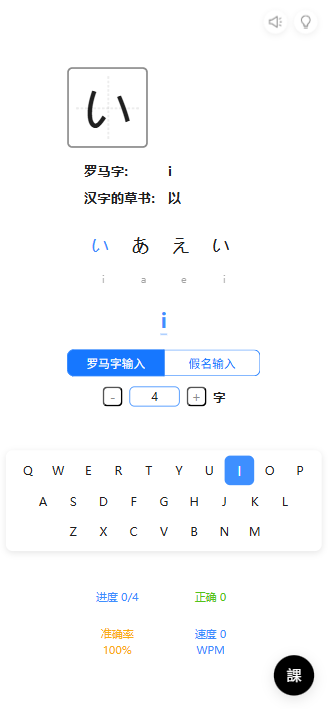 い
罗马字: i
汉字的草书: 以
い あ え い
i a e i
i
罗马字输入 假名输入
- 4 + 字
Q W E R T Y U I O P
A S D F G H J K L
Z X C V B N M
进度 0/4 正确 0
准确率 速度 0
100% WPM
課